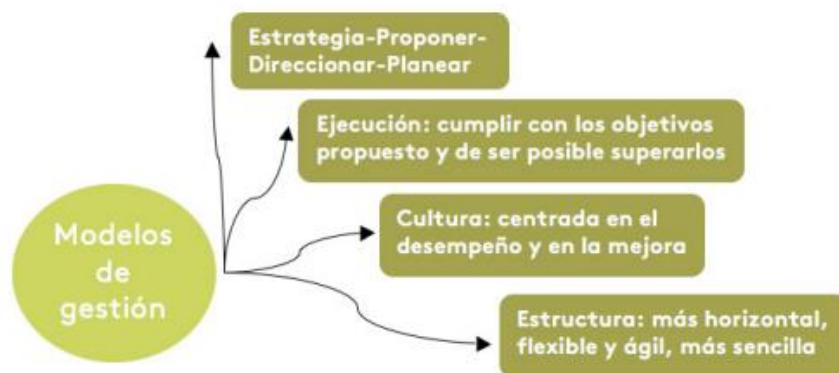 Estrategia-Proponer-
Direccionar-Planear
Ejecución: cumplir con los objetivos
propuesto y de ser posible superarlos
Cultura: centrada en el
desempeño y en la mejora
Modelos
de
gestión
Estructura: más horizontal,
flexible y ágil, más sencilla